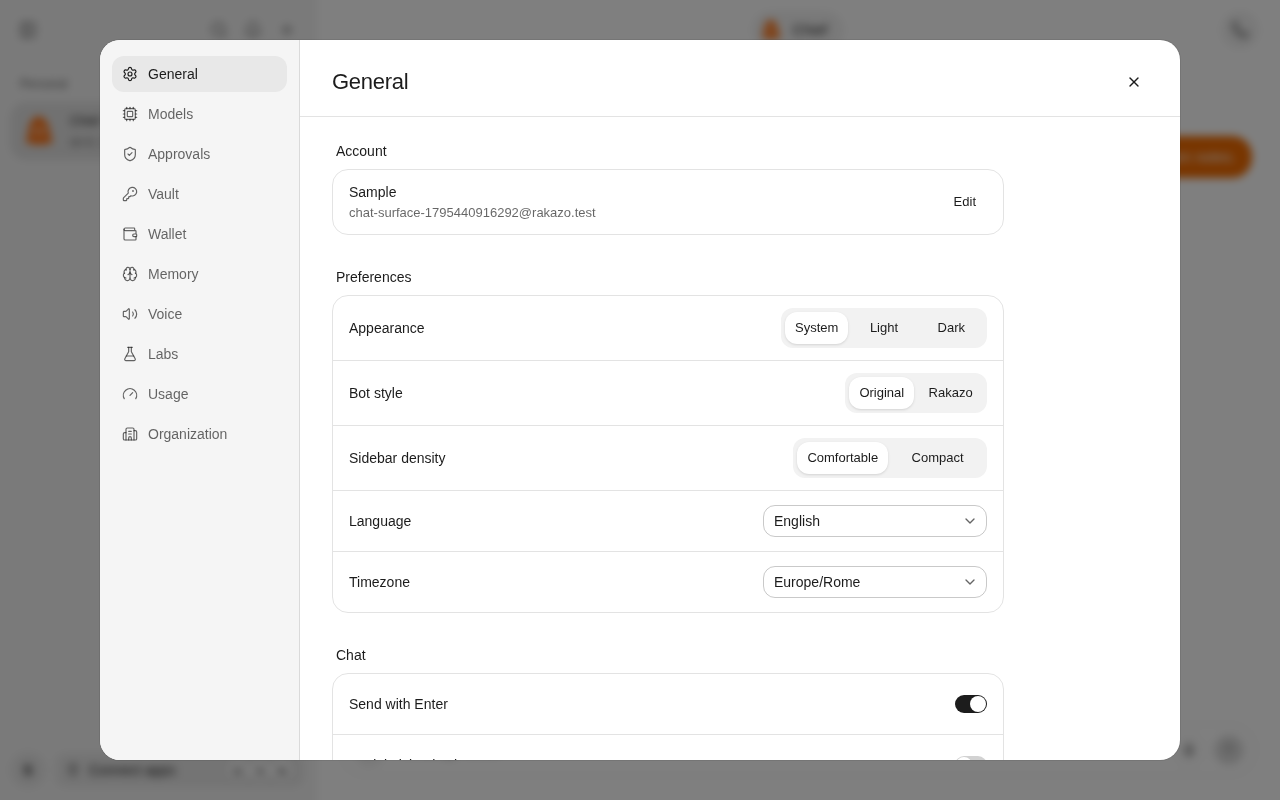 General
Models
Approvals
Vault
Wallet
Memory
Voice
Labs
Usage
Organization
General
Account
Sample
chat-surface-1795440916292@rakazo.test
Edit
Preferences
Appearance
System Light Dark
Bot style
Original Rakazo
Sidebar density
Comfortable Compact
Language
English
Timezone
Europe/Rome
Chat
Send with Enter